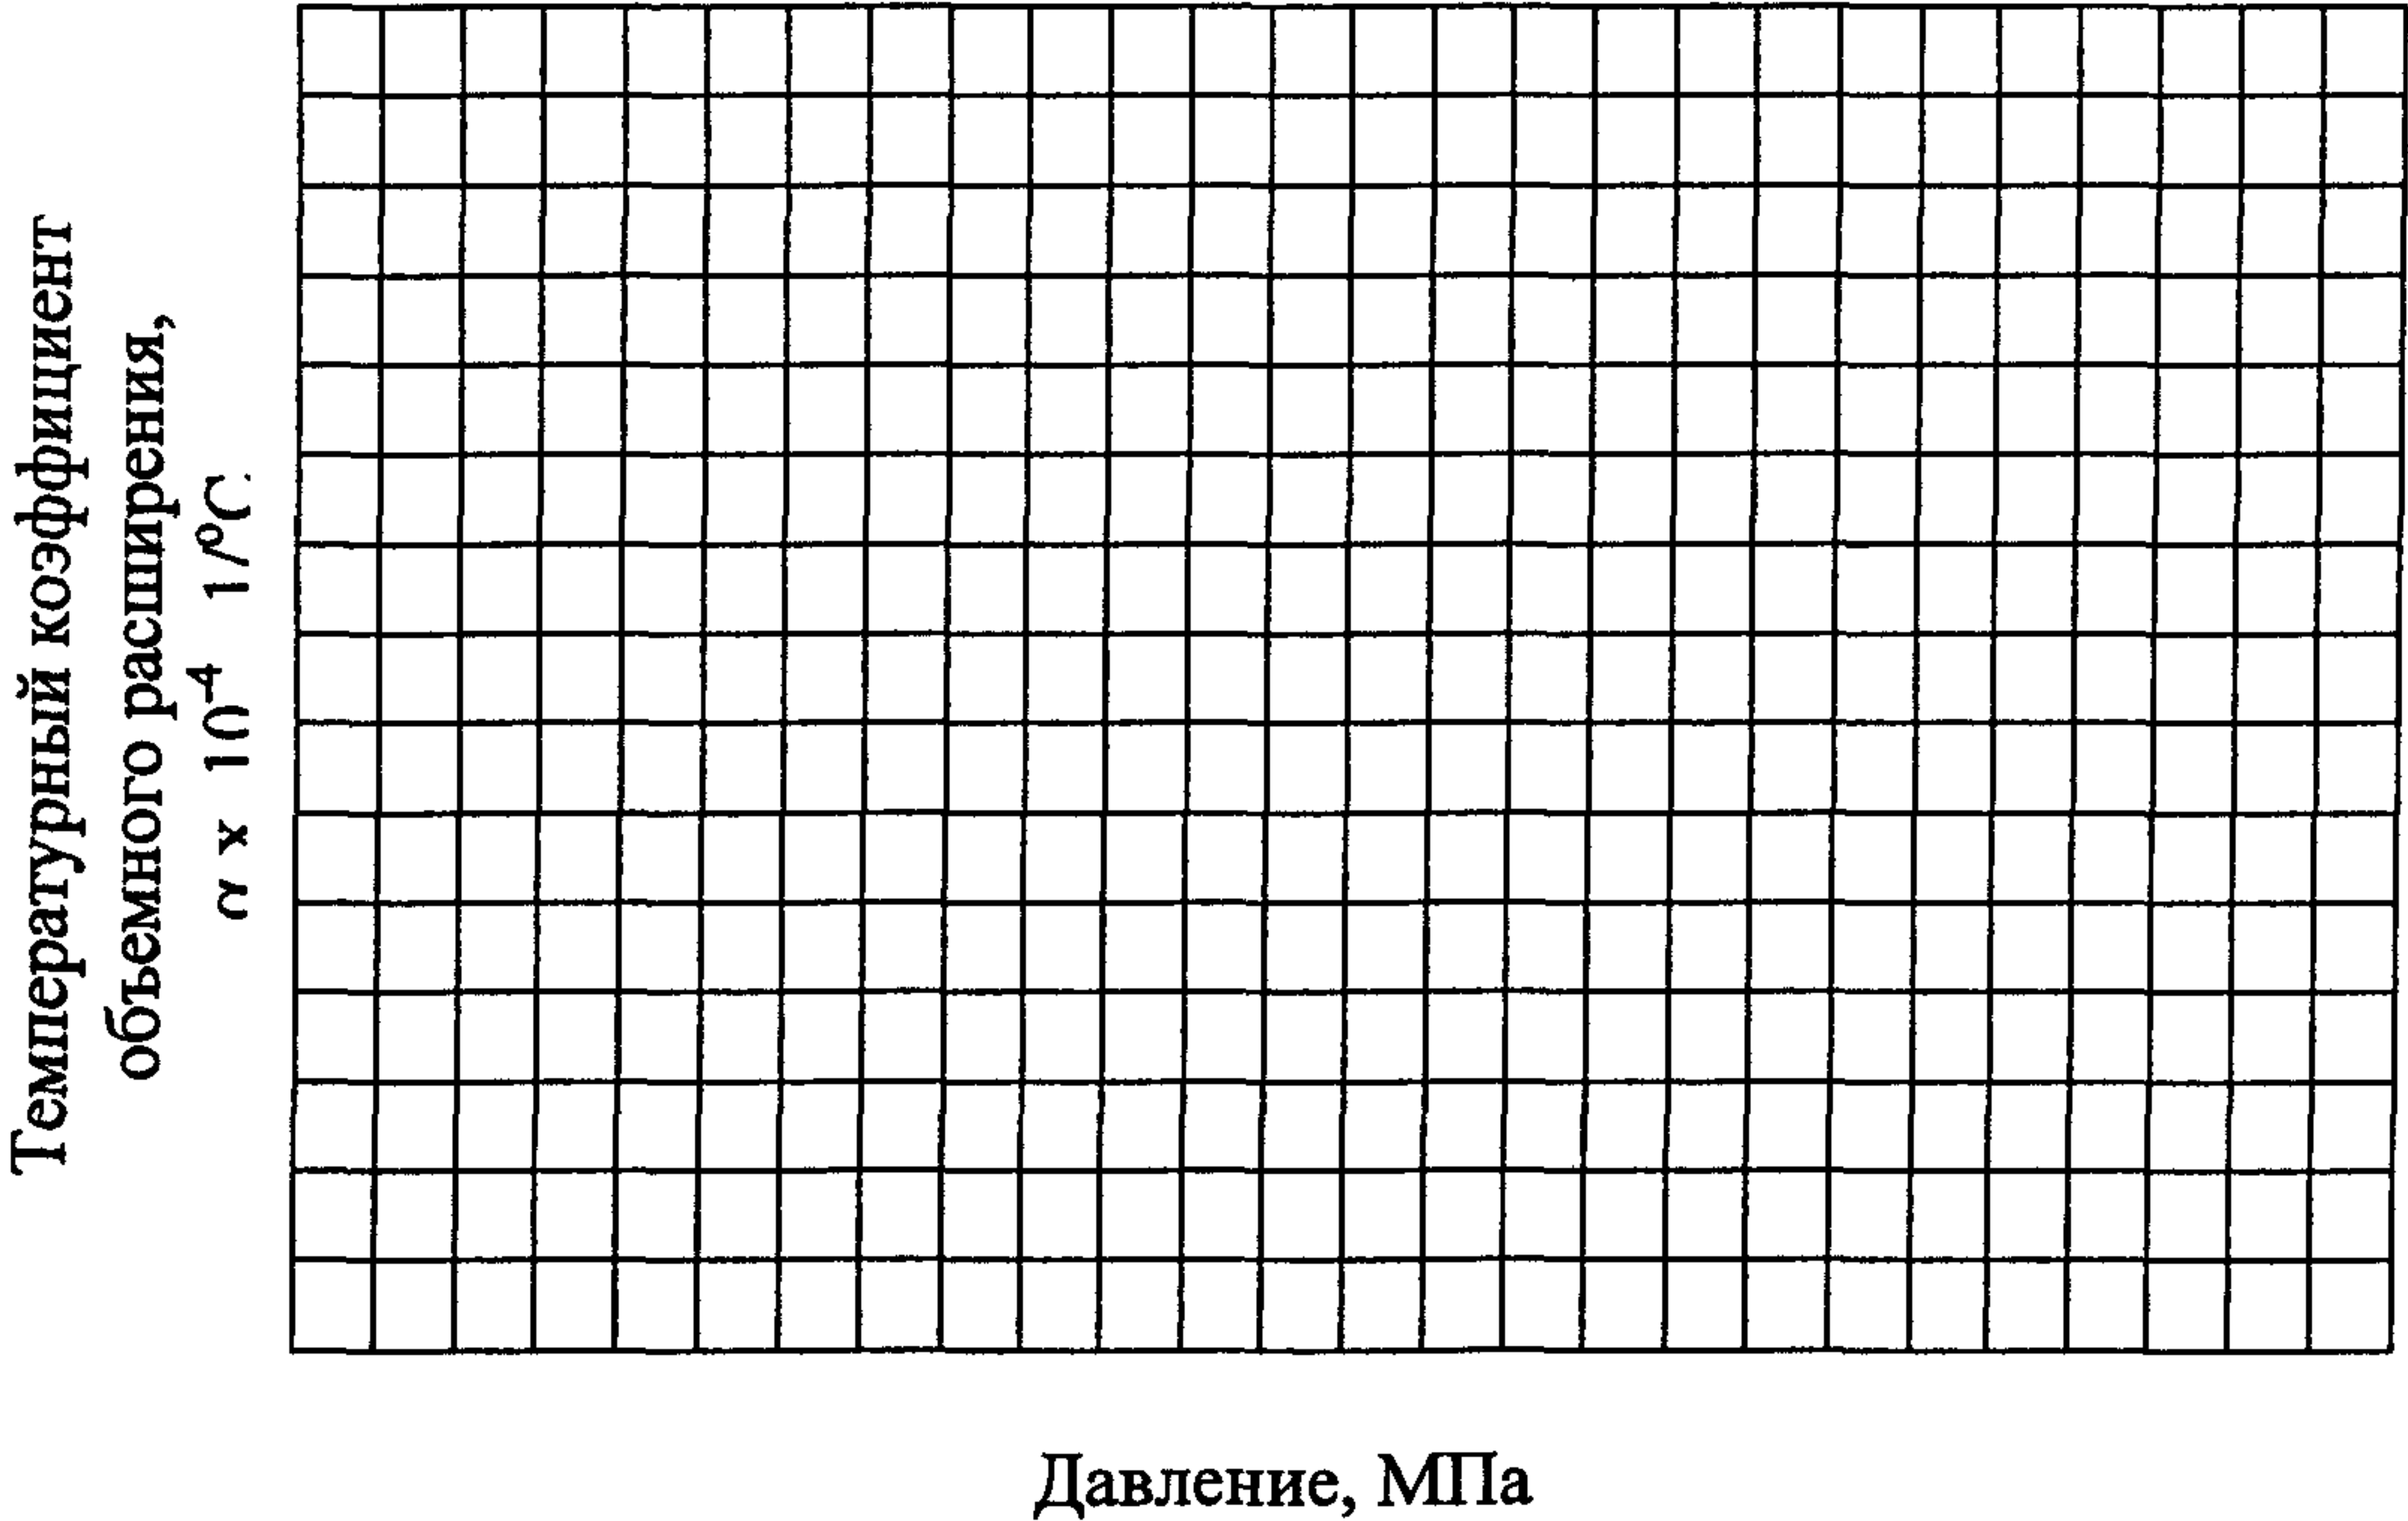 Температурный коэффициент
объемного расширения,
α x 10⁻⁴ 1/°C.
Давление, МПа